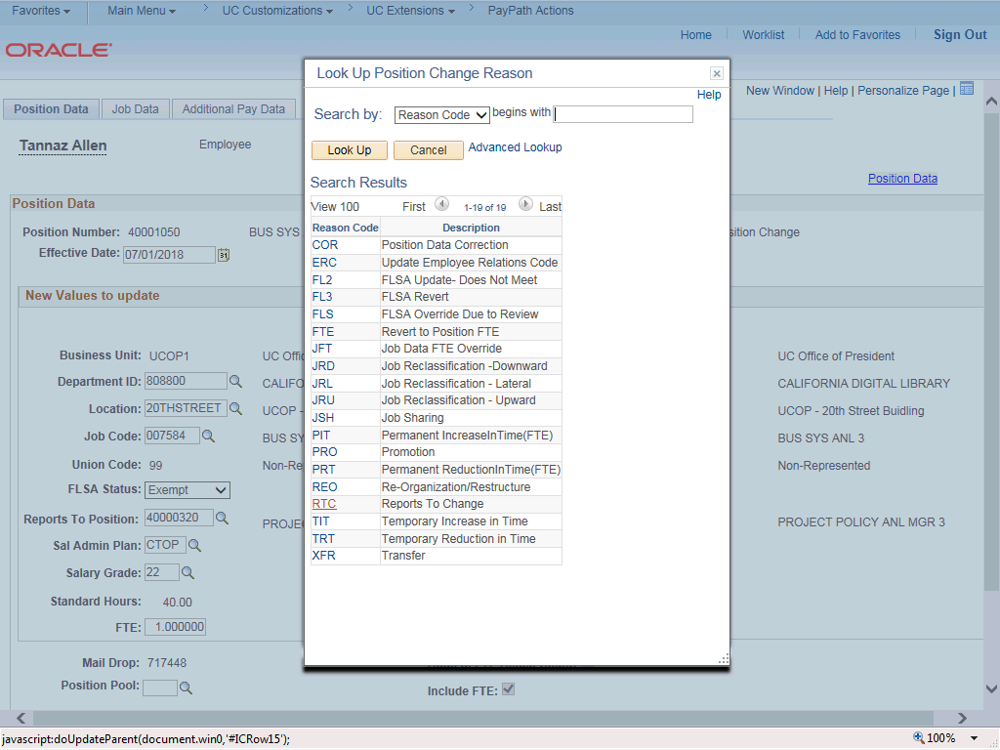 Favorites Main Menu > UC Customizations > UC Extensions > PayPath Actions
Home Worklist Add to Favorites Sign Out
ORACLE
New Window | Help | Personalize Page |
Position Data Job Data Additional Pay Data
Tannaz Allen Employee
Position Data
Position Data
Position Number: 40001050 BUS SYS sition Change
Effective Date: 07/01/2018 31
New Values to update
Business Unit: UCOP1 UC Offic UC Office of President
Department ID: 808800 CALIFO CALIFORNIA DIGITAL LIBRARY
Location: 20THSTREET UCOP - UCOP - 20th Street Buidling
Job Code: 007584 BUS SY BUS SYS ANL 3
Union Code: 99 Non-Re Non-Represented
FLSA Status: Exempt
Reports To Position: 40000320 PROJEC PROJECT POLICY ANL MGR 3
Sal Admin Plan: CTOP
Salary Grade: 22
Standard Hours: 40.00
FTE: 1.000000
Mail Drop: 717448
Position Pool:
Include FTE:
Look Up Position Change Reason
Help
Search by: Reason Code begins with
Look Up Cancel Advanced Lookup
Search Results
View 100 First 1-19 of 19 Last
Reason Code Description
COR Position Data Correction
ERC Update Employee Relations Code
FL2 FLSA Update- Does Not Meet
FL3 FLSA Revert
FLS FLSA Override Due to Review
FTE Revert to Position FTE
JFT Job Data FTE Override
JRD Job Reclassification -Downward
JRL Job Reclassification - Lateral
JRU Job Reclassification - Upward
JSH Job Sharing
PIT Permanent IncreaseInTime(FTE)
PRO Promotion
PRT Permanent ReductionInTime(FTE)
REO Re-Organization/Restructure
RTC Reports To Change
TIT Temporary Increase in Time
TRT Temporary Reduction in Time
XFR Transfer
javascript:doUpdateParent(document.win0,'#ICRow15'); 100%